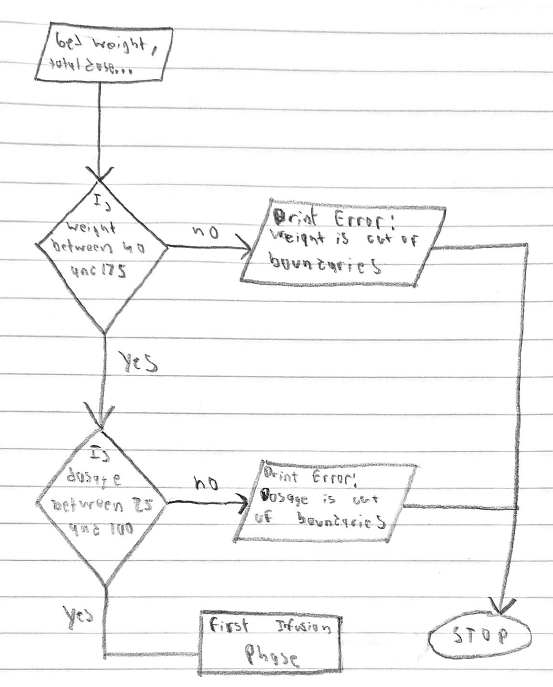 Get weight,
total dose...
Is
weight
between 40
and 175
no
Print Error!
Weight is out of
boundaries
yes
Is
dosage
between 25
and 100
no
Print Error!
Dosage is out
of boundaries
yes
First Infusion
Phase
STOP